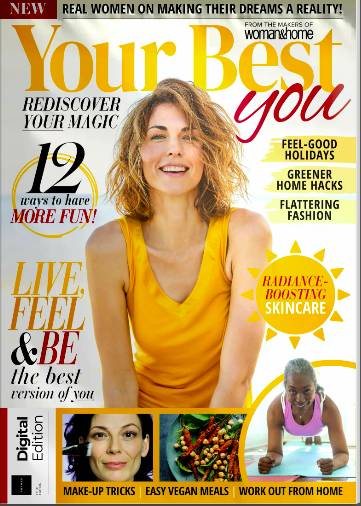 NEW
REAL WOMEN ON MAKING THEIR DREAMS A REALITY!
FROM THE MAKERS OF
woman&home
Your Best
you
REDISCOVER
YOUR MAGIC
12
ways to have
MORE FUN!
FEEL-GOOD
HOLIDAYS
GREENER
HOME HACKS
FLATTERING
FASHION
RADIANCE-
BOOSTING
SKINCARE
LIVE,
FEEL
&BE
the best
version of you
Digital
Edition
MAKE-UP TRICKS | EASY VEGAN MEALS | WORK OUT FROM HOME